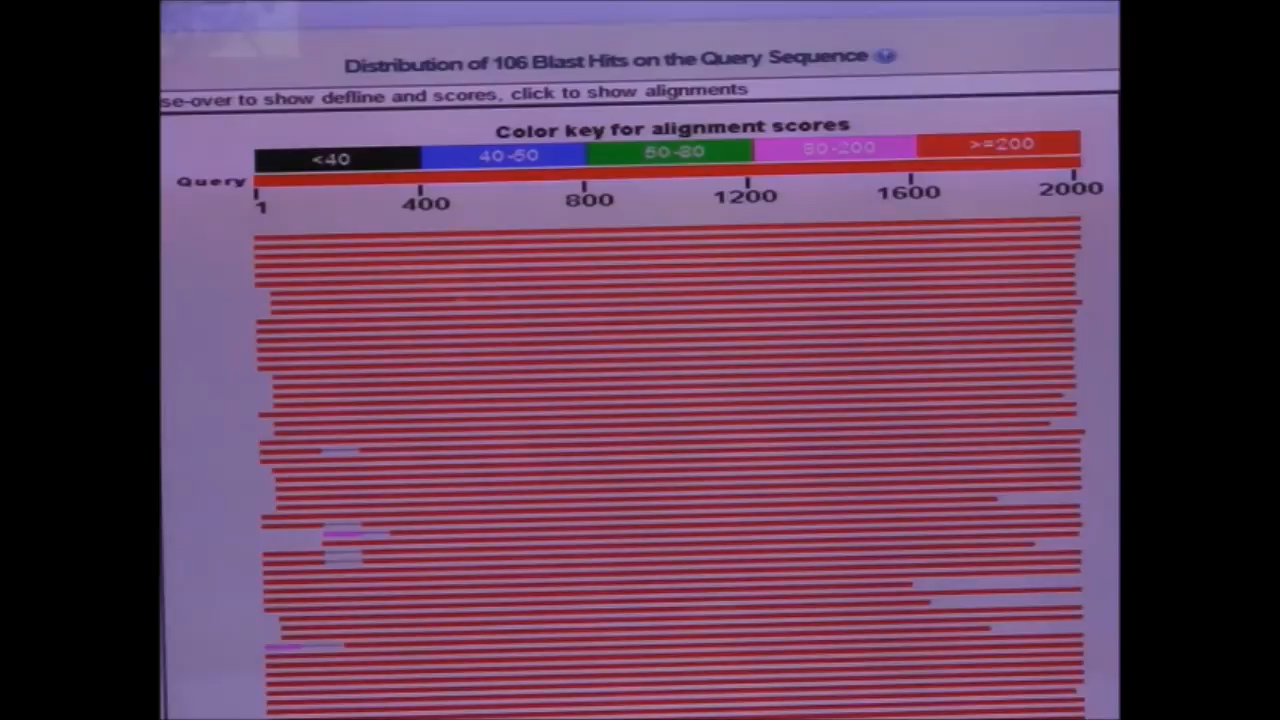 Distribution of 106 Blast Hits on the Query Sequence ?
se-over to show defline and scores, click to show alignments
Color key for alignment scores
<40 40-50 50-80 80-200 >=200
Query
1 400 800 1200 1600 2000